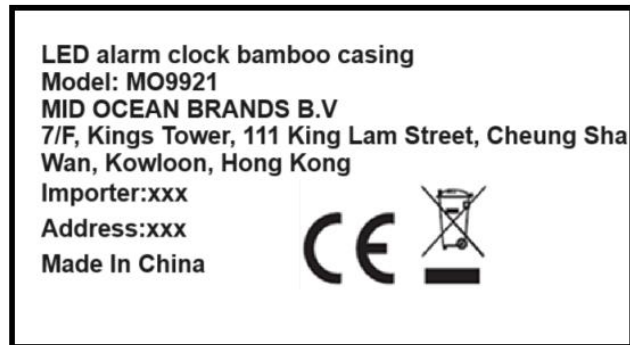 LED alarm clock bamboo casing
Model: MO9921
MID OCEAN BRANDS B.V
7/F, Kings Tower, 111 King Lam Street, Cheung Sha
Wan, Kowloon, Hong Kong
Importer:xxx
Address:xxx
Made In China
CE